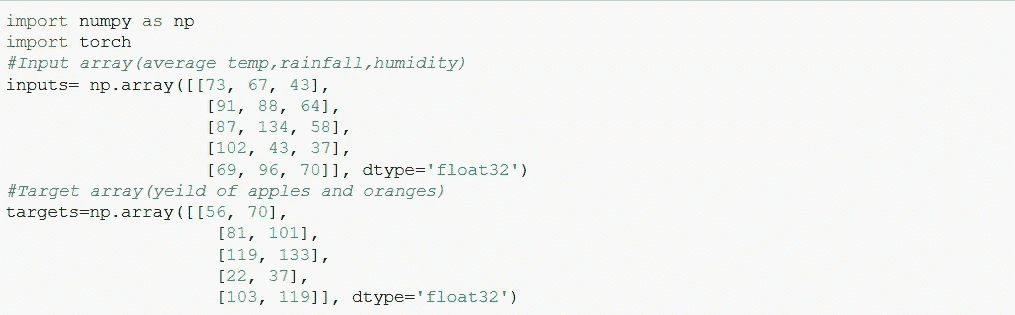 import numpy as np
import torch
#Input array(average temp,rainfall,humidity)
inputs= np.array([[73, 67, 43],
[91, 88, 64],
[87, 134, 58],
[102, 43, 37],
[69, 96, 70]], dtype='float32')
#Target array(yeild of apples and oranges)
targets=np.array([[56, 70],
[81, 101],
[119, 133],
[22, 37],
[103, 119]], dtype='float32')